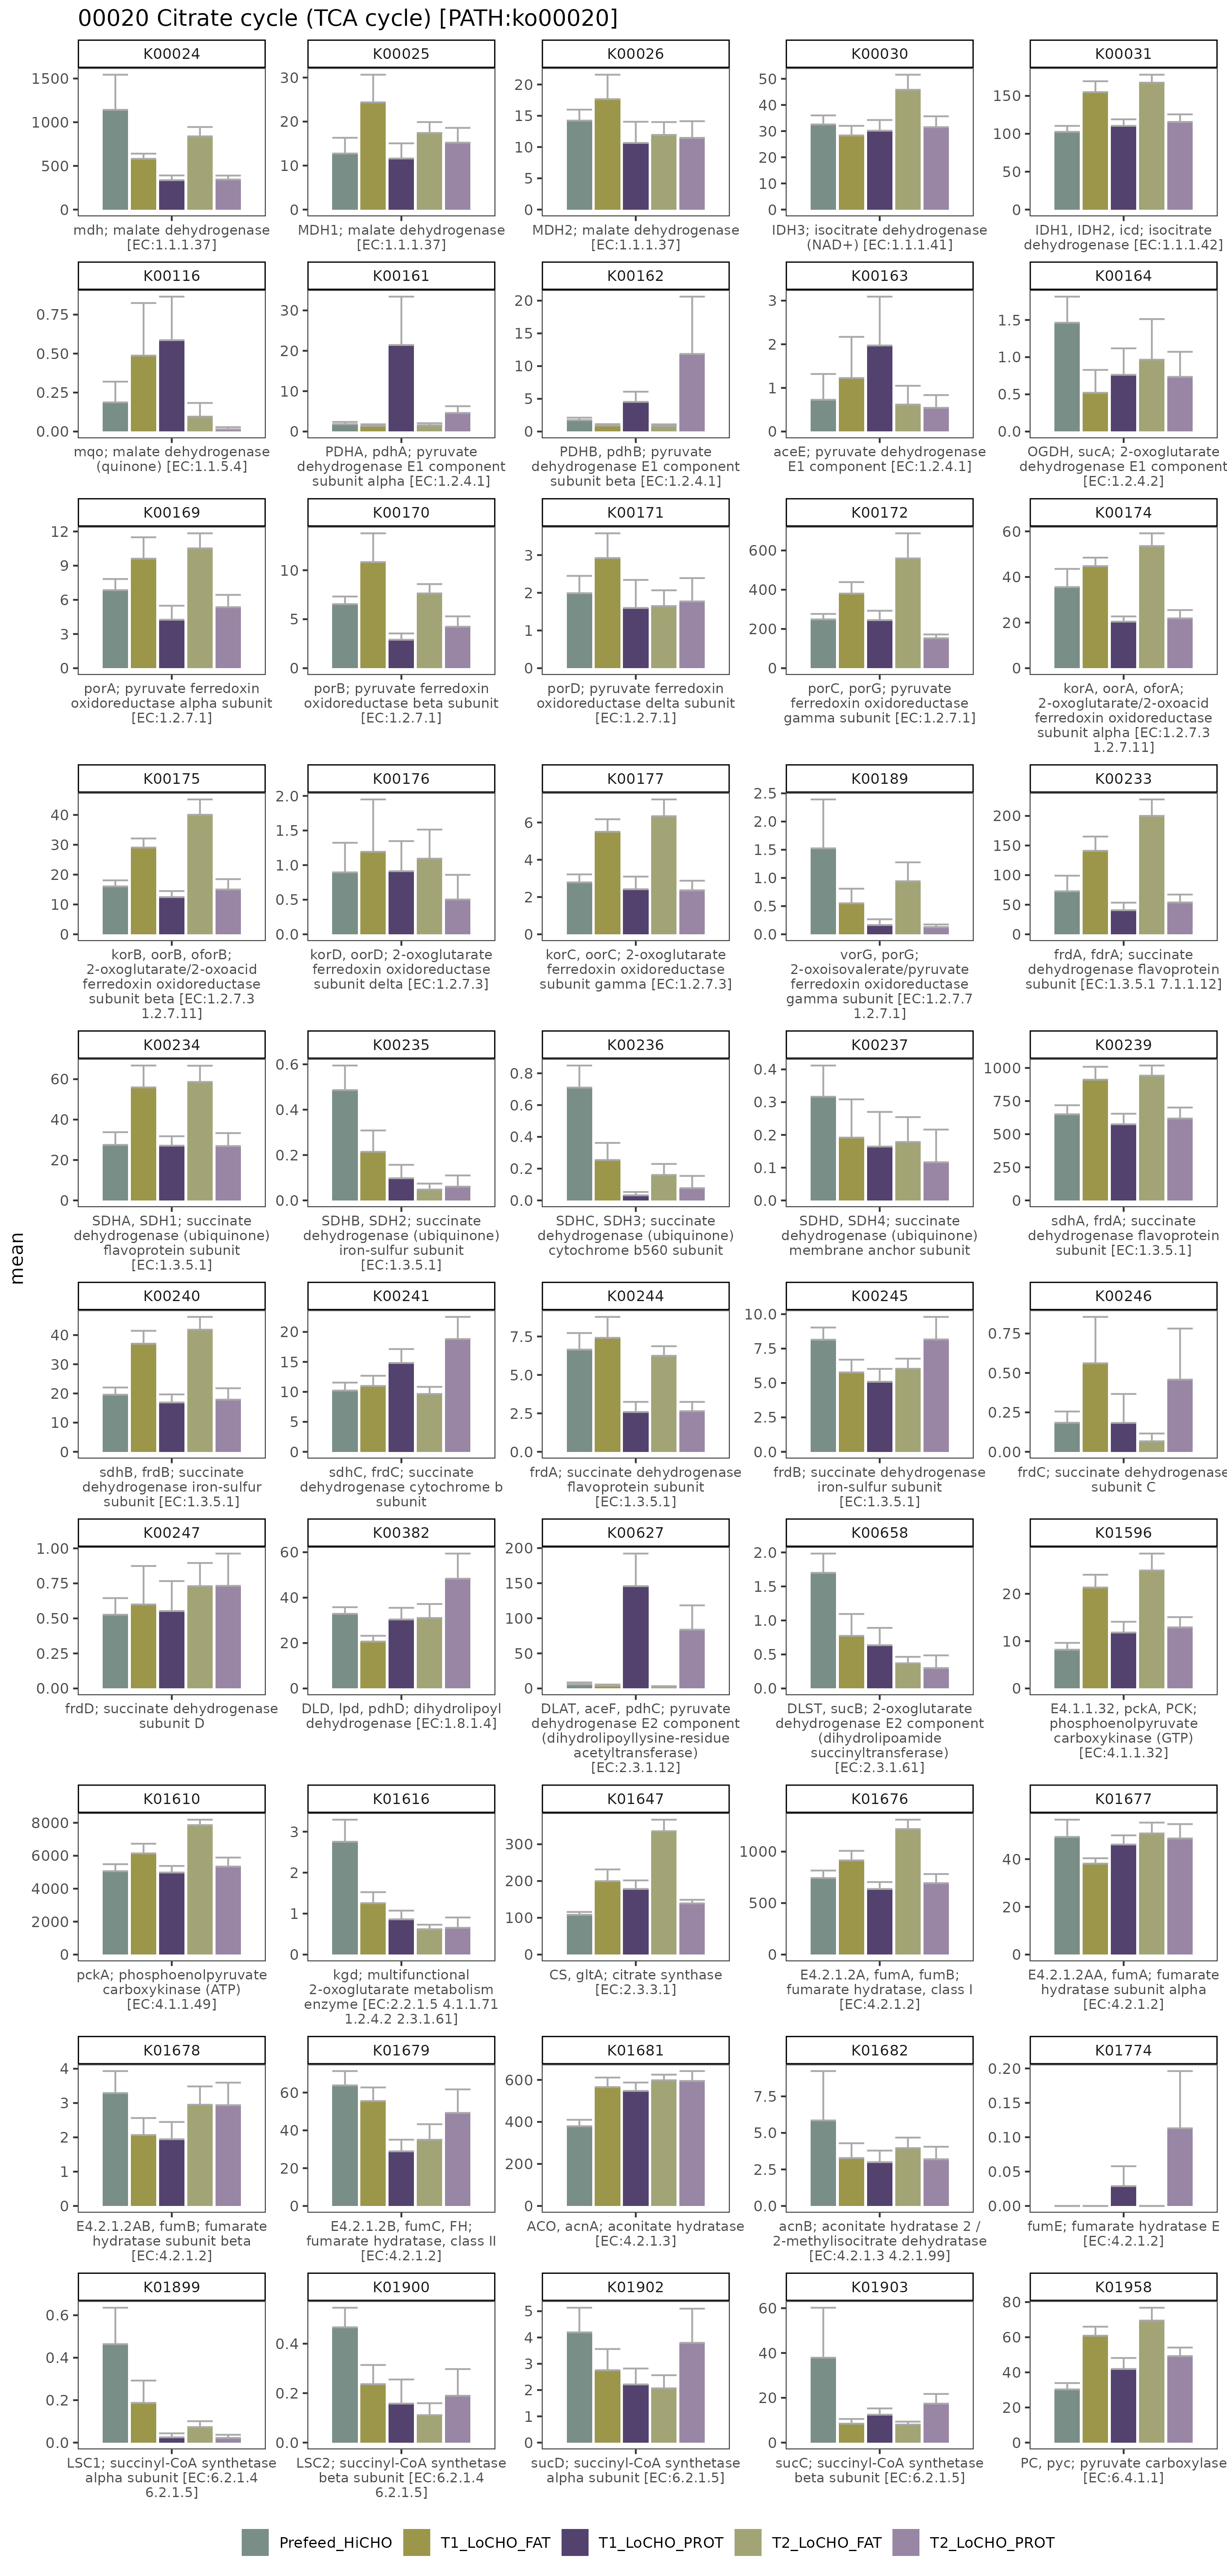 00020 Citrate cycle (TCA cycle) [PATH:ko00020]
K00024
K00025
K00026
K00030
K00031
1500
1000
500
0
30
20
10
0
20
15
10
5
0
50
40
30
20
10
0
150
100
50
0
mdh; malate dehydrogenase
[EC:1.1.1.37]
MDH1; malate dehydrogenase
[EC:1.1.1.37]
MDH2; malate dehydrogenase
[EC:1.1.1.37]
IDH3; isocitrate dehydrogenase
(NAD+) [EC:1.1.1.41]
IDH1, IDH2, icd; isocitrate
dehydrogenase [EC:1.1.1.42]
K00116
K00161
K00162
K00163
K00164
0.75
0.50
0.25
0.00
30
20
10
0
20
15
10
5
0
3
2
1
0
1.5
1.0
0.5
0.0
mqo; malate dehydrogenase
(quinone) [EC:1.1.5.4]
PDHA, pdhA; pyruvate
dehydrogenase E1 component
subunit alpha [EC:1.2.4.1]
PDHB, pdhB; pyruvate
dehydrogenase E1 component
subunit beta [EC:1.2.4.1]
aceE; pyruvate dehydrogenase
E1 component [EC:1.2.4.1]
OGDH, sucA; 2-oxoglutarate
dehydrogenase E1 component
[EC:1.2.4.2]
K00169
K00170
K00171
K00172
K00174
12
9
6
3
0
10
5
0
3
2
1
0
600
400
200
0
60
40
20
0
porA; pyruvate ferredoxin
oxidoreductase alpha subunit
[EC:1.2.7.1]
porB; pyruvate ferredoxin
oxidoreductase beta subunit
[EC:1.2.7.1]
porD; pyruvate ferredoxin
oxidoreductase delta subunit
[EC:1.2.7.1]
porC, porG; pyruvate
ferredoxin oxidoreductase
gamma subunit [EC:1.2.7.1]
korA, oorA, oforA;
2-oxoglutarate/2-oxoacid
ferredoxin oxidoreductase
subunit alpha [EC:1.2.7.3
1.2.7.11]
K00175
K00176
K00177
K00189
K00233
40
30
20
10
0
2.0
1.5
1.0
0.5
0.0
6
4
2
0
2.5
2.0
1.5
1.0
0.5
0.0
200
150
100
50
0
korB, oorB, oforB;
2-oxoglutarate/2-oxoacid
ferredoxin oxidoreductase
subunit beta [EC:1.2.7.3
1.2.7.11]
korD, oorD; 2-oxoglutarate
ferredoxin oxidoreductase
subunit delta [EC:1.2.7.3]
korC, oorC; 2-oxoglutarate
ferredoxin oxidoreductase
subunit gamma [EC:1.2.7.3]
vorG, porG;
2-oxoisovalerate/pyruvate
ferredoxin oxidoreductase
gamma subunit [EC:1.2.7.7
1.2.7.1]
frdA, fdrA; succinate
dehydrogenase flavoprotein
subunit [EC:1.3.5.1 7.1.1.12]
K00234
K00235
K00236
K00237
K00239
60
40
20
0
0.6
0.4
0.2
0.0
0.8
0.6
0.4
0.2
0.0
0.4
0.3
0.2
0.1
0.0
1000
750
500
250
0
SDHA, SDH1; succinate
dehydrogenase (ubiquinone)
flavoprotein subunit
[EC:1.3.5.1]
SDHB, SDH2; succinate
dehydrogenase (ubiquinone)
iron-sulfur subunit
[EC:1.3.5.1]
SDHC, SDH3; succinate
dehydrogenase (ubiquinone)
cytochrome b560 subunit
SDHD, SDH4; succinate
dehydrogenase (ubiquinone)
membrane anchor subunit
sdhA, frdA; succinate
dehydrogenase flavoprotein
subunit [EC:1.3.5.1]
mean
K00240
K00241
K00244
K00245
K00246
40
30
20
10
0
20
15
10
5
0
7.5
5.0
2.5
0.0
10.0
7.5
5.0
2.5
0.0
0.75
0.50
0.25
0.00
sdhB, frdB; succinate
dehydrogenase iron-sulfur
subunit [EC:1.3.5.1]
sdhC, frdC; succinate
dehydrogenase cytochrome b
subunit
frdA; succinate dehydrogenase
flavoprotein subunit
[EC:1.3.5.1]
frdB; succinate dehydrogenase
iron-sulfur subunit
[EC:1.3.5.1]
frdC; succinate dehydrogenase
subunit C
K00247
K00382
K00627
K00658
K01596
1.00
0.75
0.50
0.25
0.00
60
40
20
0
200
150
100
50
0
2.0
1.5
1.0
0.5
0.0
20
10
0
frdD; succinate dehydrogenase
subunit D
DLD, lpd, pdhD; dihydrolipoyl
dehydrogenase [EC:1.8.1.4]
DLAT, aceF, pdhC; pyruvate
dehydrogenase E2 component
(dihydrolipoyllysine-residue
acetyltransferase)
[EC:2.3.1.12]
DLST, sucB; 2-oxoglutarate
dehydrogenase E2 component
(dihydrolipoamide
succinyltransferase)
[EC:2.3.1.61]
E4.1.1.32, pckA, PCK;
phosphoenolpyruvate
carboxykinase (GTP)
[EC:4.1.1.32]
K01610
K01616
K01647
K01676
K01677
8000
6000
4000
2000
0
3
2
1
0
300
200
100
0
1000
500
0
40
20
0
pckA; phosphoenolpyruvate
carboxykinase (ATP)
[EC:4.1.1.49]
kgd; multifunctional
2-oxoglutarate metabolism
enzyme [EC:2.2.1.5 4.1.1.71
1.2.4.2 2.3.1.61]
CS, gltA; citrate synthase
[EC:2.3.3.1]
E4.2.1.2A, fumA, fumB;
fumarate hydratase, class I
[EC:4.2.1.2]
E4.2.1.2AA, fumA; fumarate
hydratase subunit alpha
[EC:4.2.1.2]
K01678
K01679
K01681
K01682
K01774
4
3
2
1
0
60
40
20
0
600
400
200
0
7.5
5.0
2.5
0.0
0.20
0.15
0.10
0.05
0.00
E4.2.1.2AB, fumB; fumarate
hydratase subunit beta
[EC:4.2.1.2]
E4.2.1.2B, fumC, FH;
fumarate hydratase, class II
[EC:4.2.1.2]
ACO, acnA; aconitate hydratase
[EC:4.2.1.3]
acnB; aconitate hydratase 2 /
2-methylisocitrate dehydratase
[EC:4.2.1.3 4.2.1.99]
fumE; fumarate hydratase E
[EC:4.2.1.2]
K01899
K01900
K01902
K01903
K01958
0.6
0.4
0.2
0.0
0.4
0.2
0.0
5
4
3
2
1
0
60
40
20
0
80
60
40
20
0
LSC1; succinyl-CoA synthetase
alpha subunit [EC:6.2.1.4
6.2.1.5]
LSC2; succinyl-CoA synthetase
beta subunit [EC:6.2.1.4
6.2.1.5]
sucD; succinyl-CoA synthetase
alpha subunit [EC:6.2.1.5]
sucC; succinyl-CoA synthetase
beta subunit [EC:6.2.1.5]
PC, pyc; pyruvate carboxylase
[EC:6.4.1.1]
Prefeed_HiCHO
T1_LoCHO_FAT
T1_LoCHO_PROT
T2_LoCHO_FAT
T2_LoCHO_PROT